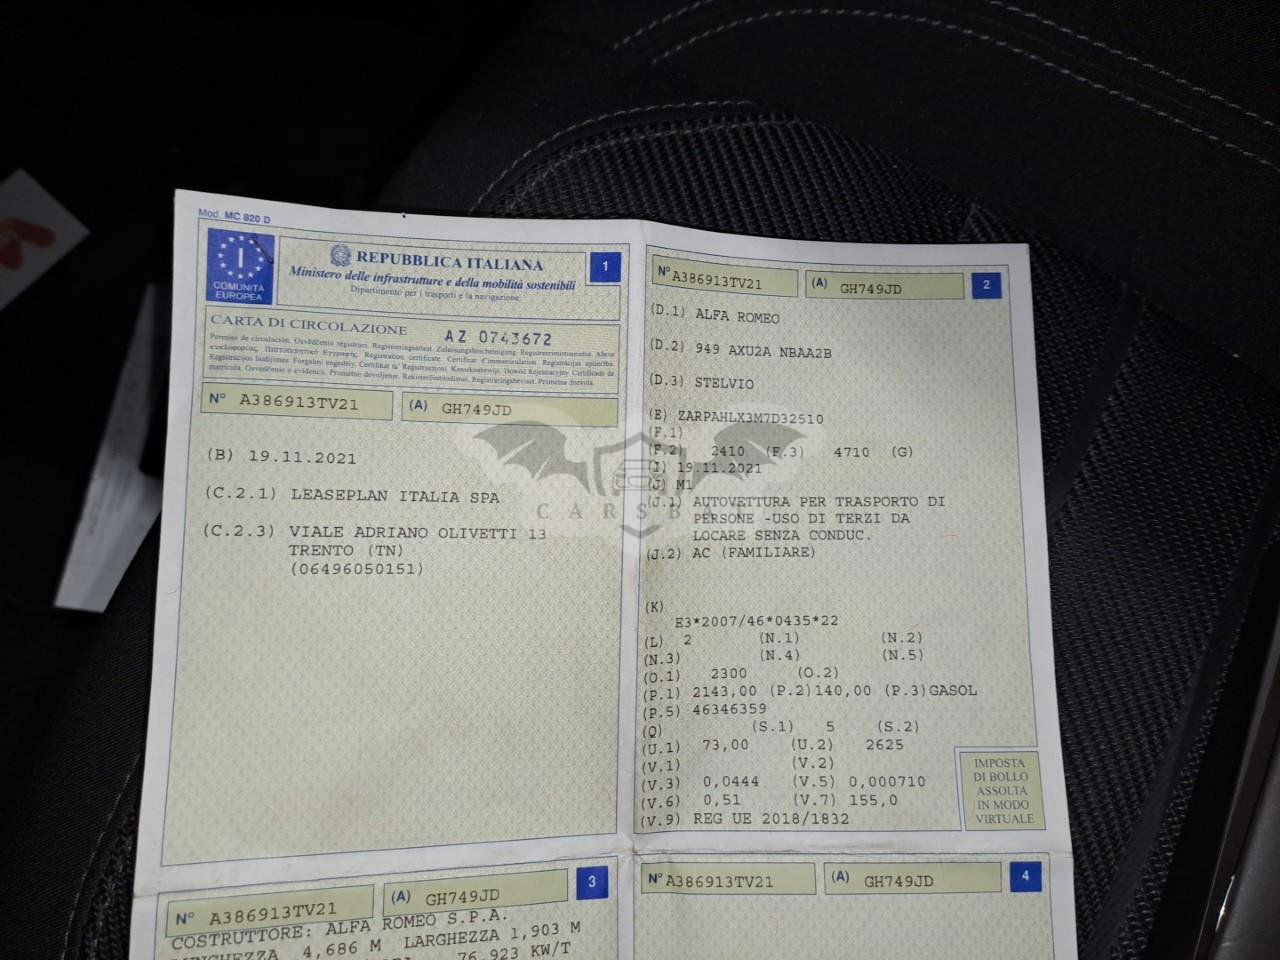 Mod. MC 820 D
COMUNITÀ
EUROPEA
I
REPUBBLICA ITALIANA
Ministero delle infrastrutture e della mobilità sostenibili
Dipartimento per i trasporti e la navigazione
1
CARTA DI CIRCOLAZIONE AZ 0743672
N° A386913TV21 (A) GH749JD
(B) 19.11.2021
(C.2.1) LEASEPLAN ITALIA SPA
(C.2.3) VIALE ADRIANO OLIVETTI 13
TRENTO (TN)
(06496050151)
N° A386913TV21 (A) GH749JD 2
(D.1) ALFA ROMEO
(D.2) 949 AXU2A NBAA2B
(D.3) STELVIO
(E) ZARPAHLX3M7D32510
(F.1)
(F.2) 2410 (F.3) 4710 (G)
(I) 19.11.2021
(J) M1
(J.1) AUTOVETTURA PER TRASPORTO DI
PERSONE -USO DI TERZI DA
LOCARE SENZA CONDUC.
(J.2) AC (FAMILIARE)
(K)
E3*2007/46*0435*22
(L) 2 (N.1) (N.2)
(N.3) (N.4) (N.5)
(O.1) 2300 (O.2)
(P.1) 2143,00 (P.2)140,00 (P.3)GASOL
(P.5) 46346359
(Q) (S.1) 5 (S.2)
(U.1) 73,00 (U.2) 2625
(V.1) (V.2)
(V.3) 0,0444 (V.5) 0,000710
(V.6) 0,51 (V.7) 155,0
(V.9) REG UE 2018/1832
IMPOSTA
DI BOLLO
ASSOLTA
IN MODO
VIRTUALE
CARSBA
N° A386913TV21 (A) GH749JD 3
COSTRUTTORE: ALFA ROMEO S.P.A.
4,686 M LARGHEZZA 1,903 M
76,923 KW/T
N° A386913TV21 (A) GH749JD 4